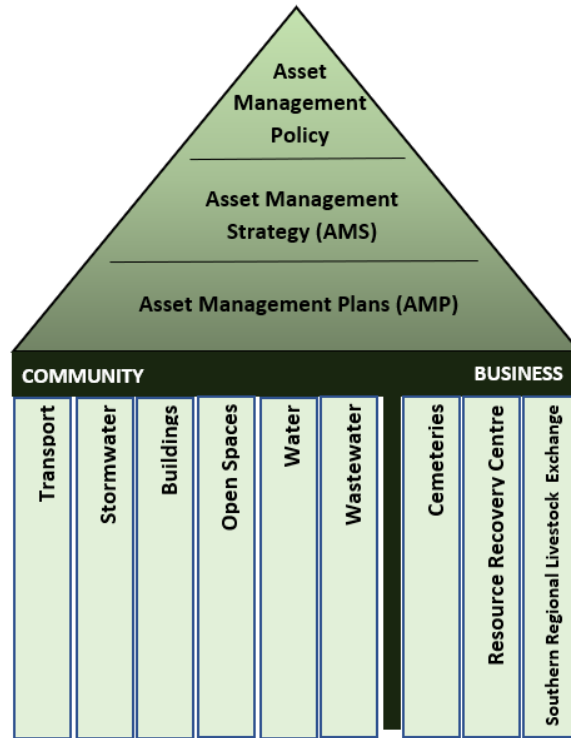 Asset
Management
Policy
Asset Management
Strategy (AMS)
Asset Management Plans (AMP)
COMMUNITY
BUSINESS
Transport
Stormwater
Buildings
Open Spaces
Water
Wastewater
Cemeteries
Resource Recovery Centre
Southern Regional Livestock Exchange